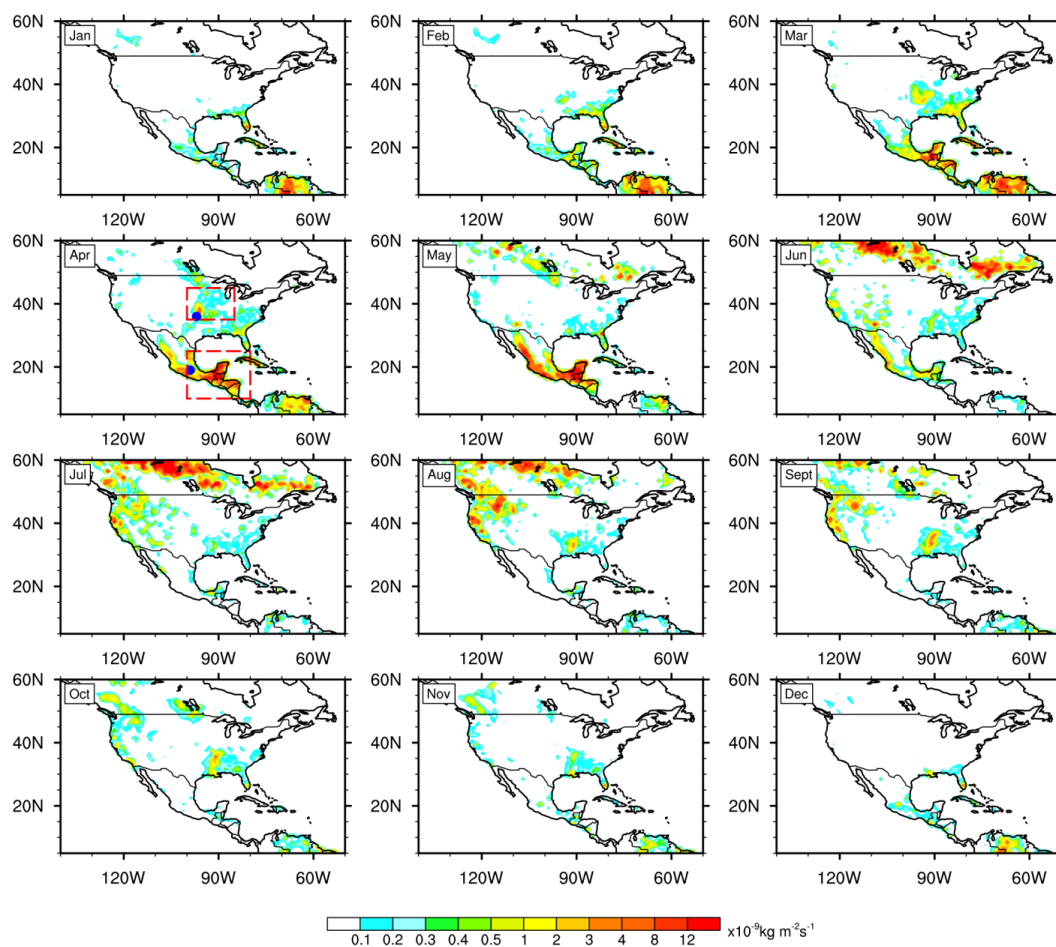 60N Jan 60N Feb 60N Mar
40N 40N 40N
20N 20N 20N
120W 90W 60W 120W 90W 60W 120W 90W 60W
60N Apr 60N May 60N Jun
40N 40N 40N
20N 20N 20N
120W 90W 60W 120W 90W 60W 120W 90W 60W
60N Jul 60N Aug 60N Sept
40N 40N 40N
20N 20N 20N
120W 90W 60W 120W 90W 60W 120W 90W 60W
60N Oct 60N Nov 60N Dec
40N 40N 40N
20N 20N 20N
120W 90W 60W 120W 90W 60W 120W 90W 60W
0.1 0.2 0.3 0.4 0.5 1 2 3 4 8 12 x10⁻⁹kg m⁻²s⁻¹